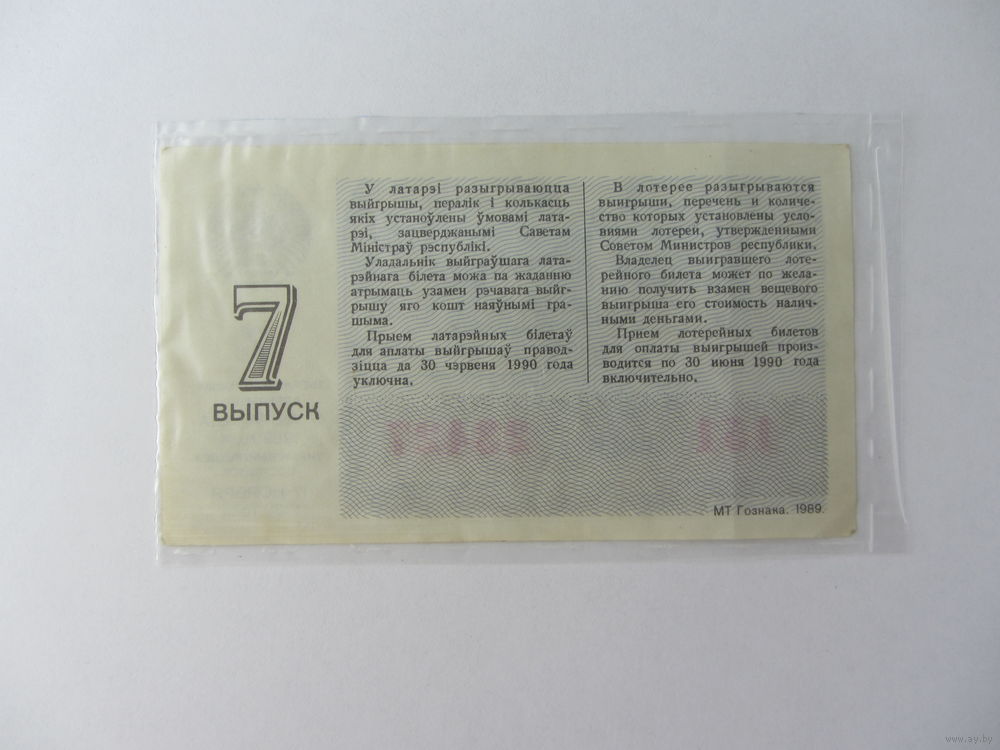 7
ВЫПУСК
У латарэі разыгрываюцца
выйгрышы, пералік і колькасць
якіх устаноўлены ўмовамі лата-
рэі, зацверджанымі Саветам
Міністраў рэспублікі.
Уладальнік выйграўшага лата-
рэйнага білета можа па жаданню
атрымаць узамен рэчавага выйг-
рышу яго кошт наяўнымі гра-
шыма.
Прыем латарэйных білетаў
для аплаты выйгрышаў праводз-
зіцца да 30 чэрвеня 1990 года
уключна.
В лотерее разыгрываются
выигрыши, перечень и количе-
ство которых установлены усло-
виями лотереи, утвержденными
Советом Министров республики.
Владелец выигравшего лоте-
рейного билета может по жела-
нию получить взамен вещевого
выигрыша его стоимость налич-
ными деньгами.
Прием лотерейных билетов
для оплаты выигрышей произ-
водится по 30 июня 1990 года
включительно.
МТ Гознака. 1989.
www.ay.by